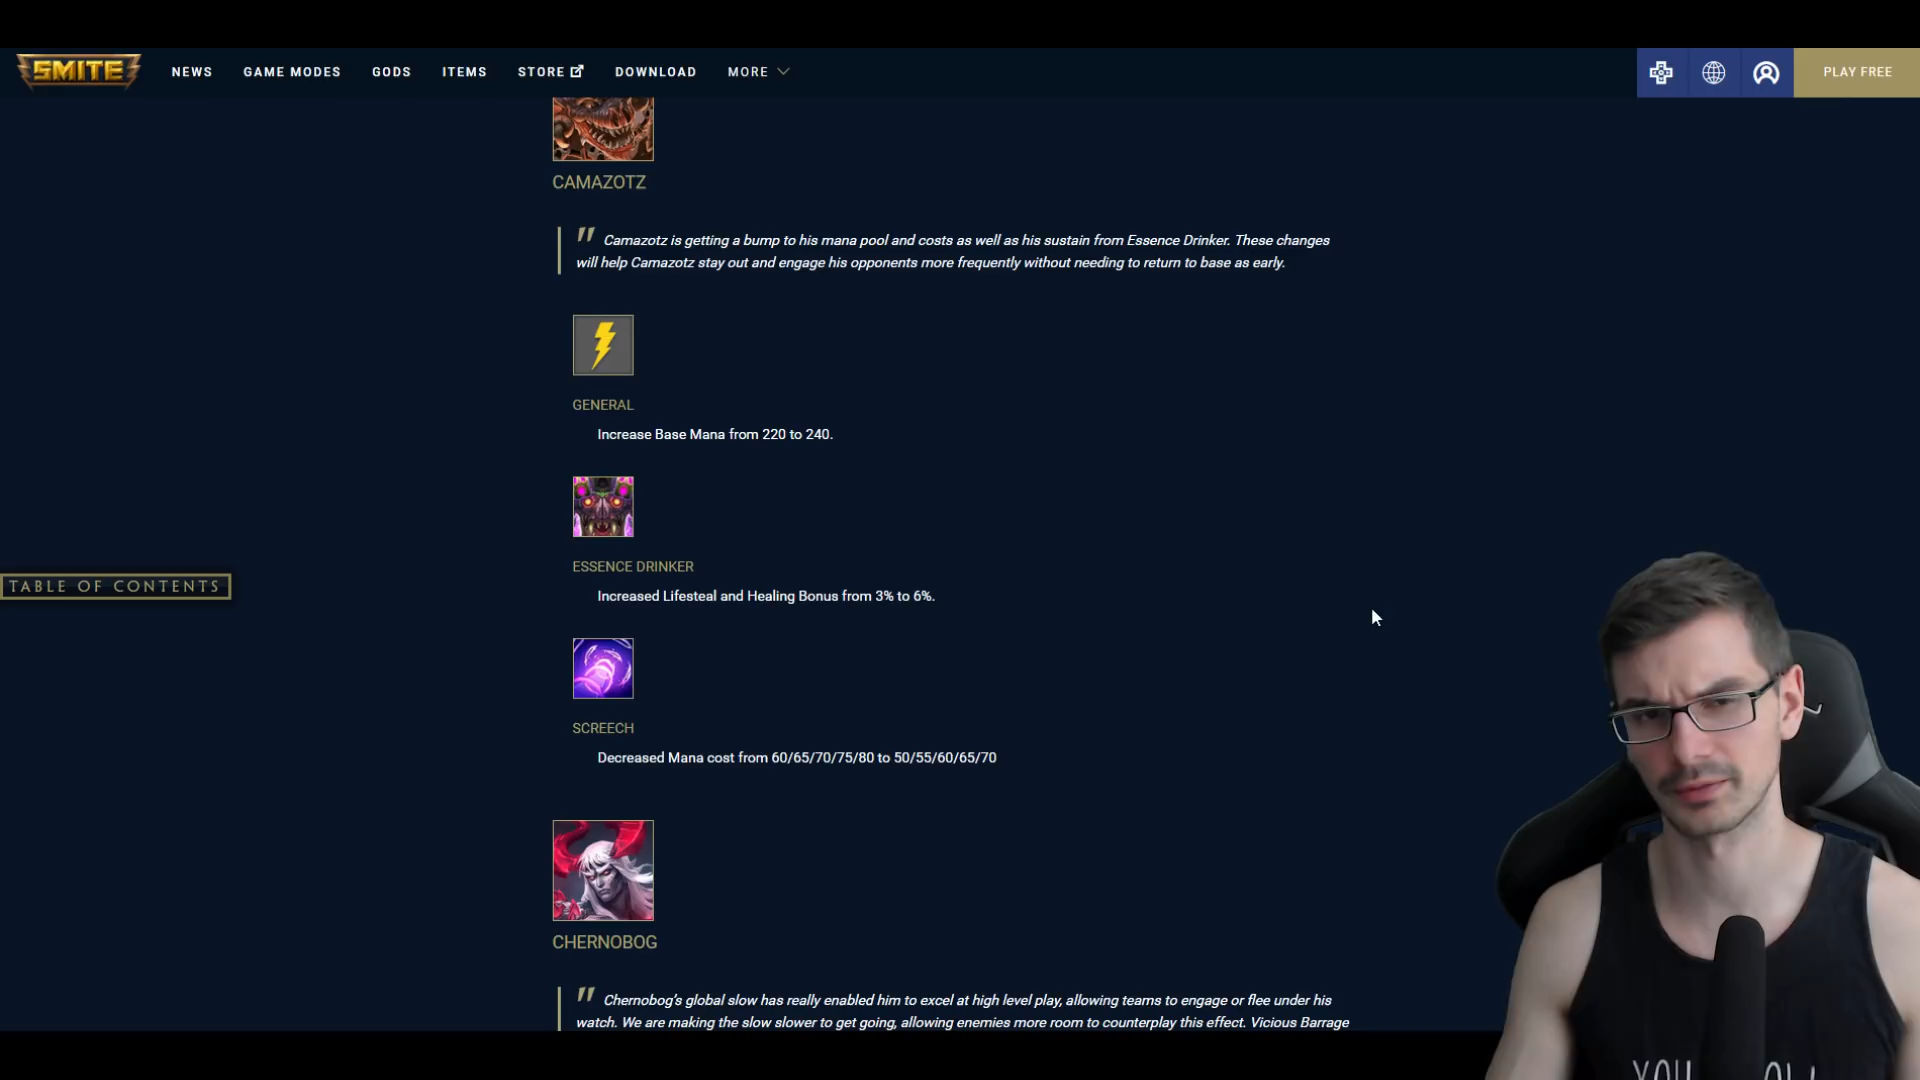 SMITE
NEWS GAME MODES GODS ITEMS STORE DOWNLOAD MORE PLAY FREE
CAMAZOTZ
" Camazotz is getting a bump to his mana pool and costs as well as his sustain from Essence Drinker. These changes
will help Camazotz stay out and engage his opponents more frequently without needing to return to base as early.
GENERAL
Increase Base Mana from 220 to 240.
ESSENCE DRINKER
TABLE OF CONTENTS
Increased Lifesteal and Healing Bonus from 3% to 6%.
SCREECH
Decreased Mana cost from 60/65/70/75/80 to 50/55/60/65/70
CHERNOBOG
" Chernobog's global slow has really enabled him to excel at high level play, allowing teams to engage or flee under his
watch. We are making the slow slower to get going, allowing enemies more room to counterplay this effect. Vicious Barrage
YOU